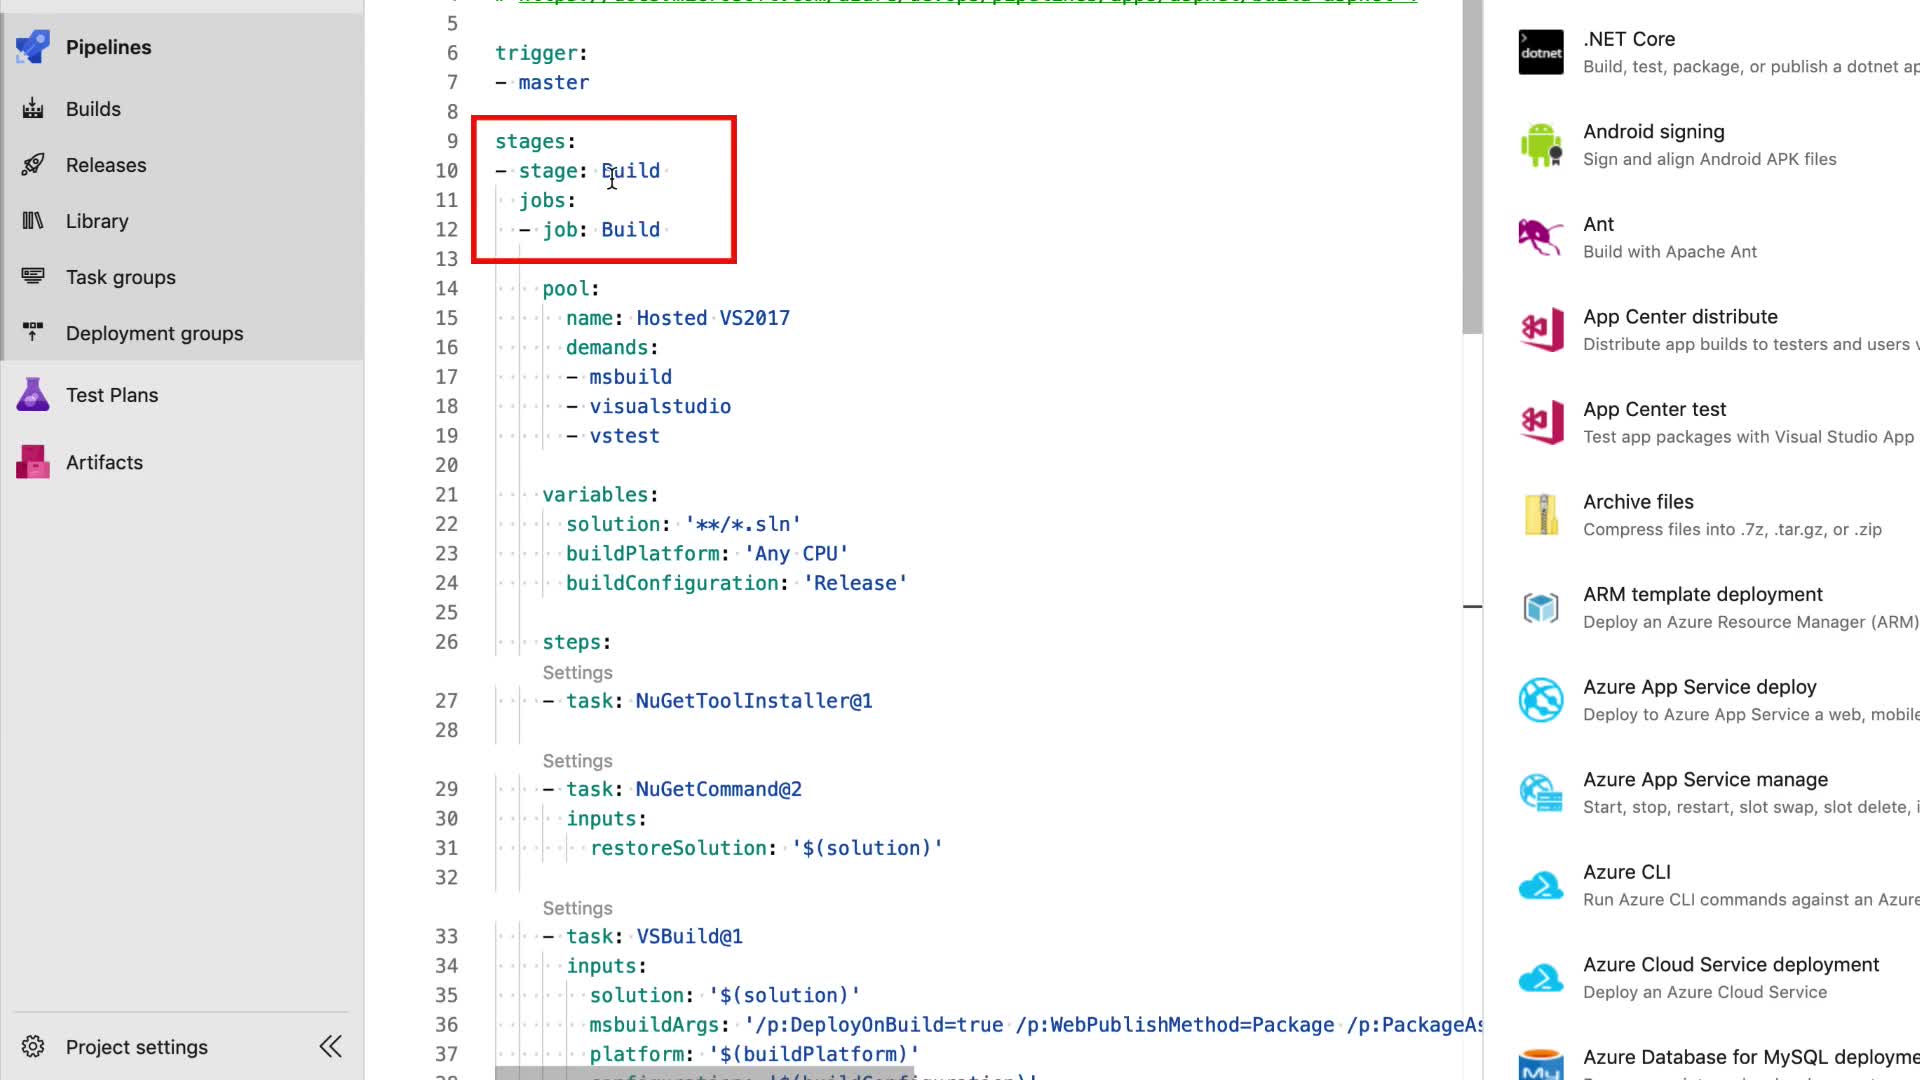 Pipelines
Builds
Releases
Library
Task groups
Deployment groups
Test Plans
Artifacts
Project settings
5
6 trigger:
7 - master
8
9 stages:
10 - stage: Build
11 jobs:
12 - job: Build
13
14 pool:
15 name: Hosted VS2017
16 demands:
17 - msbuild
18 - visualstudio
19 - vstest
20
21 variables:
22 solution: '**/*.sln'
23 buildPlatform: 'Any CPU'
24 buildConfiguration: 'Release'
25
26 steps:
Settings
27 - task: NuGetToolInstaller@1
28
Settings
29 - task: NuGetCommand@2
30 inputs:
31 restoreSolution: '$(solution)'
32
Settings
33 - task: VSBuild@1
34 inputs:
35 solution: '$(solution)'
36 msbuildArgs: '/p:DeployOnBuild=true /p:WebPublishMethod=Package /p:PackageAs
37 platform: '$(buildPlatform)'
dotnet
.NET Core
Build, test, package, or publish a dotnet ap
Android signing
Sign and align Android APK files
Ant
Build with Apache Ant
App Center distribute
Distribute app builds to testers and users v
App Center test
Test app packages with Visual Studio App
Archive files
Compress files into .7z, .tar.gz, or .zip
ARM template deployment
Deploy an Azure Resource Manager (ARM)
Azure App Service deploy
Deploy to Azure App Service a web, mobile
Azure App Service manage
Start, stop, restart, slot swap, slot delete, i
Azure CLI
Run Azure CLI commands against an Azure
Azure Cloud Service deployment
Deploy an Azure Cloud Service
My
Azure Database for MySQL deployme